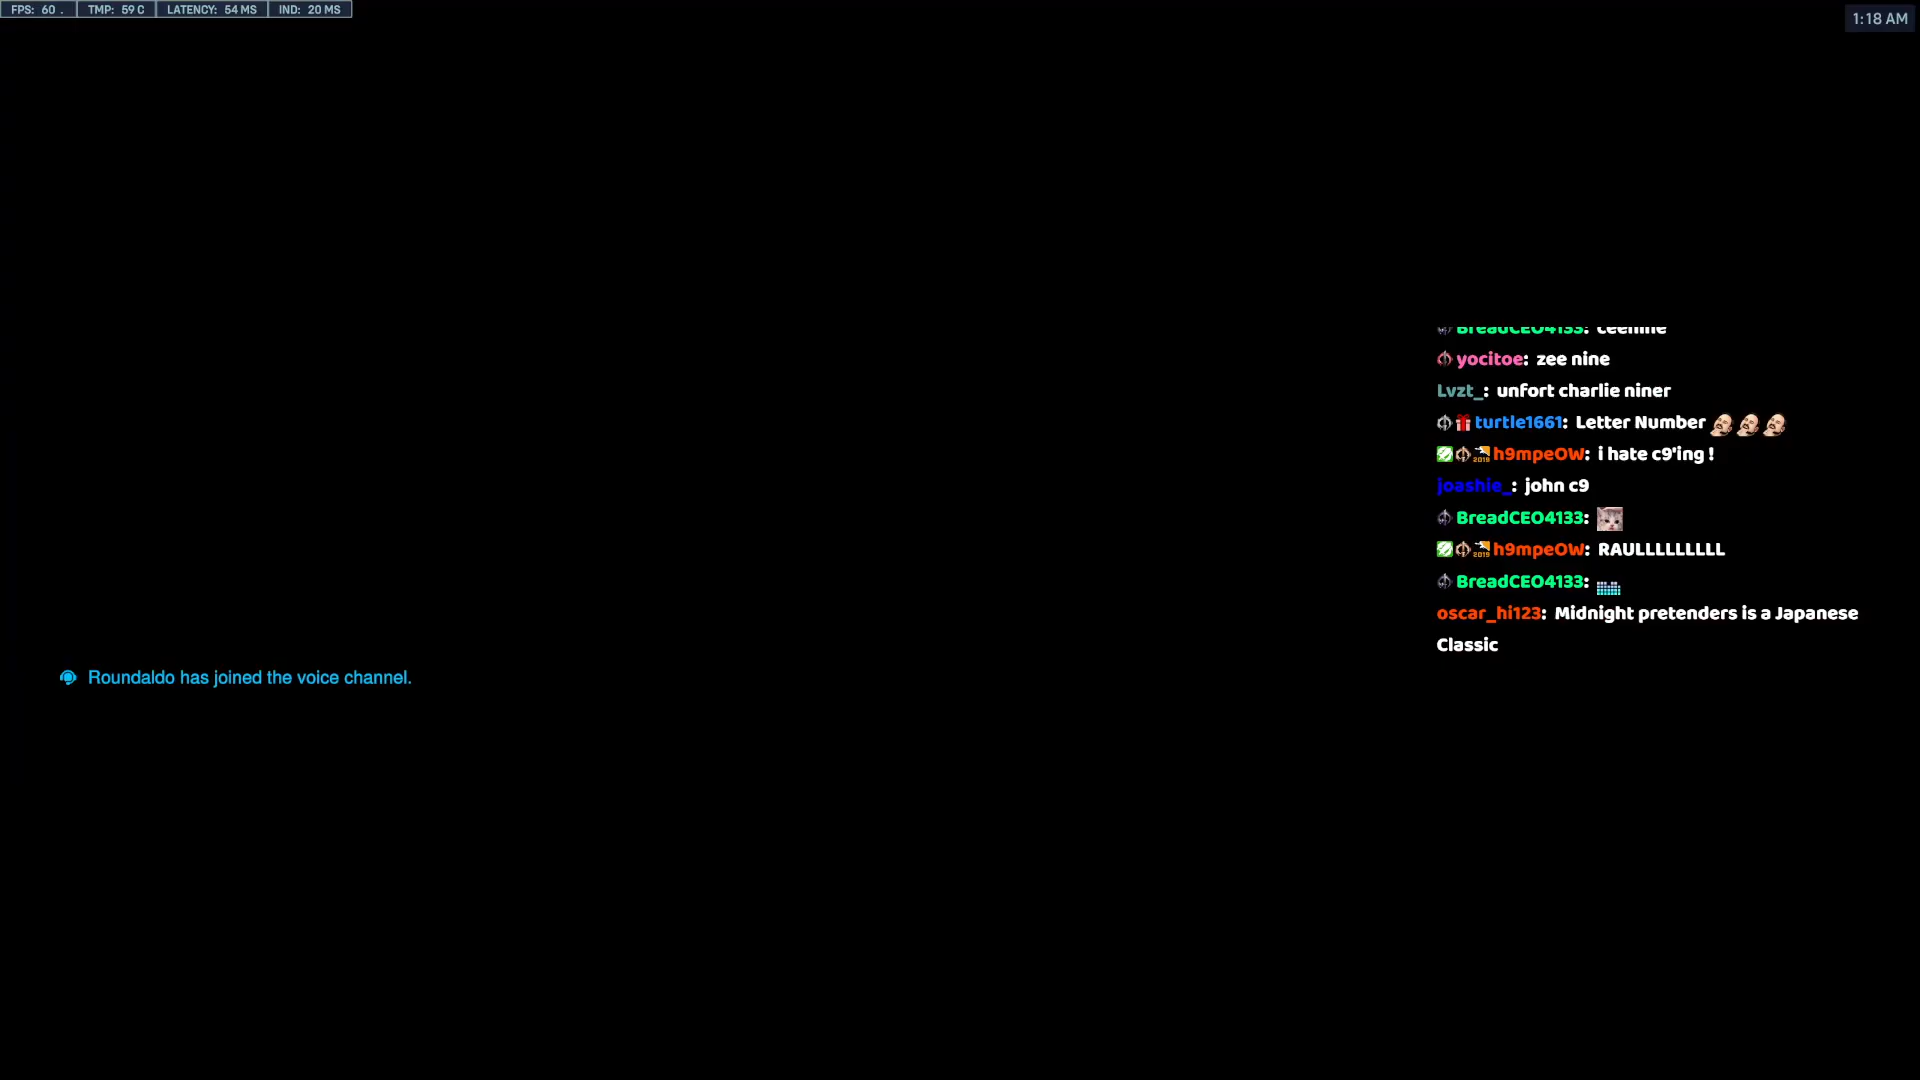 FPS: 60 . TMP: 59 C LATENCY: 54 MS IND: 20 MS
1:18 AM
BreadCEO4133: ceenine
yocitoe: zee nine
Lvzt_: unfort charlie niner
turtle1661: Letter Number
h9mpeOW: i hate c9'ing !
joashie_: john c9
BreadCEO4133:
h9mpeOW: RAULLLLLLLLL
BreadCEO4133:
oscar_hi123: Midnight pretenders is a Japanese
Classic
Roundaldo has joined the voice channel.